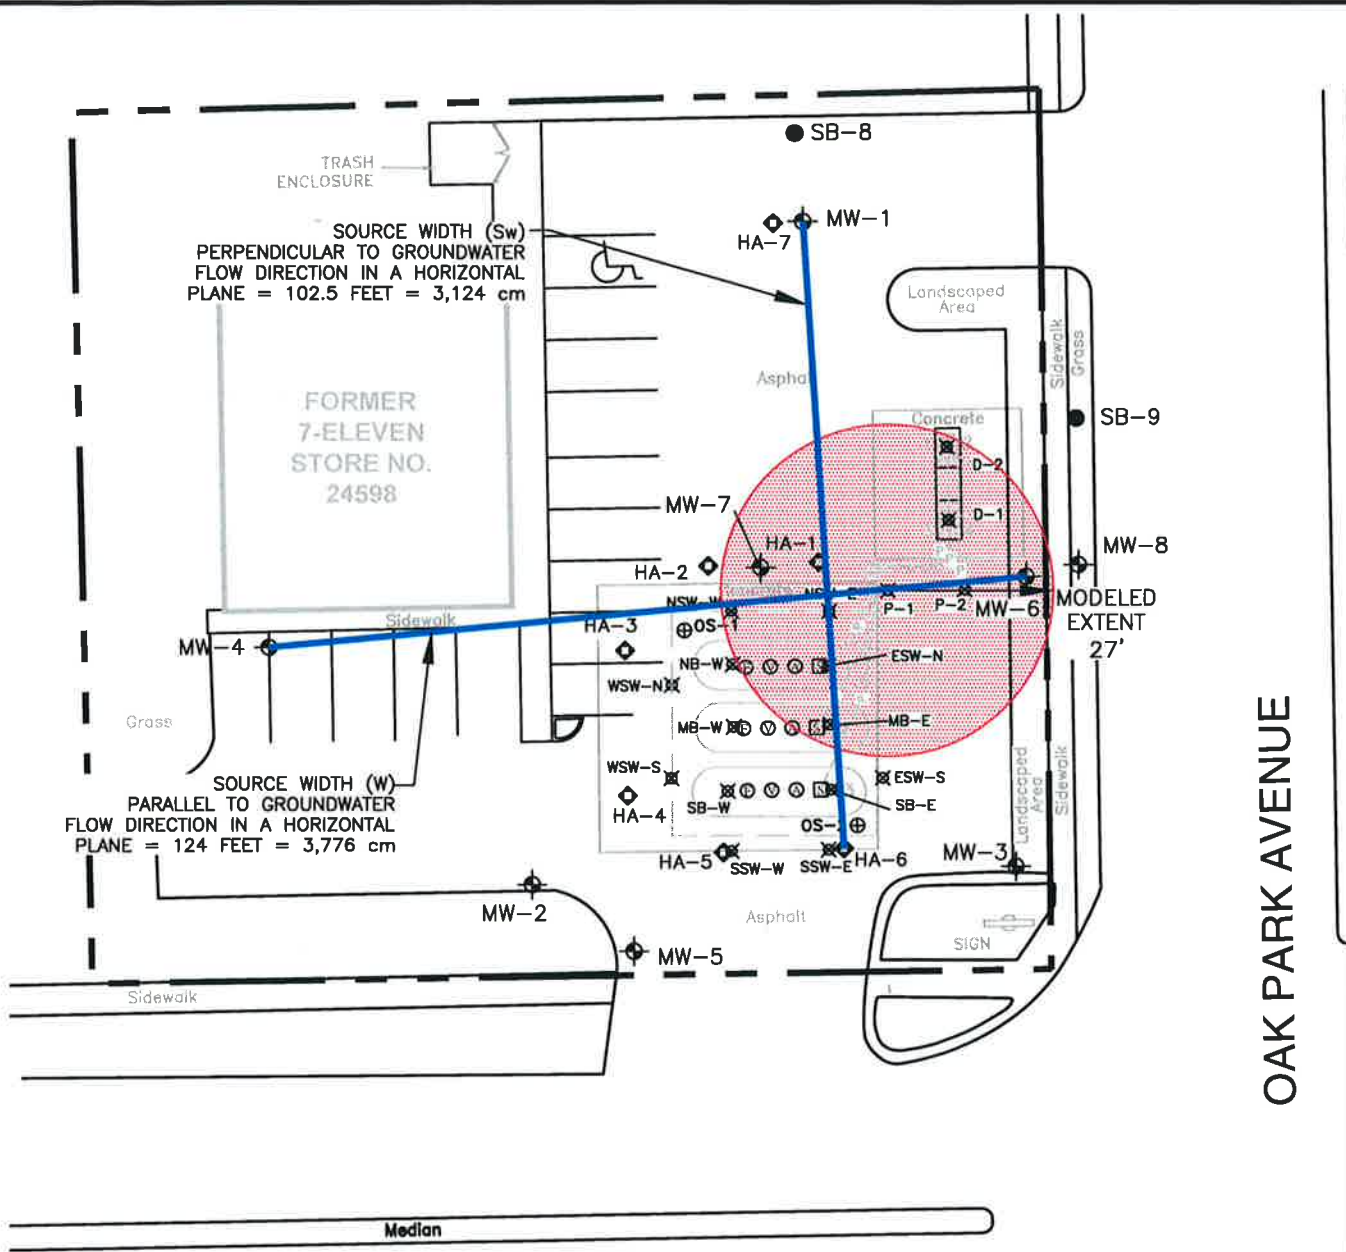 SB-8
TRASH
ENCLOSURE
MW-1
HA-7
SOURCE WIDTH (Sw)
PERPENDICULAR TO GROUNDWATER
FLOW DIRECTION IN A HORIZONTAL
PLANE = 102.5 FEET = 3,124 cm
Landscaped
Area
Sidewalk
Grass
Asphalt
FORMER
7-ELEVEN
STORE NO.
24598
Concrete
SB-9
D-2
MW-7
D-1
HA-1
MW-8
HA-2
NSW-W
P-1
P-2
MW-6
MODELED
EXTENT
27'
Sidewalk
HA-3
OS-1
MW-4
NB-W
ESW-N
WSW-N
Grass
MB-W
MB-E
WSW-S
ESW-S
SOURCE WIDTH (W)
PARALLEL TO GROUNDWATER
FLOW DIRECTION IN A HORIZONTAL
PLANE = 124 FEET = 3,776 cm
SB-W
SB-E
HA-4
Landscaped
Area
Sidewalk
HA-5
SSW-W
SSW-E
HA-6
MW-3
MW-2
Asphalt
SIGN
MW-5
Sidewalk
OAK PARK AVENUE
Median